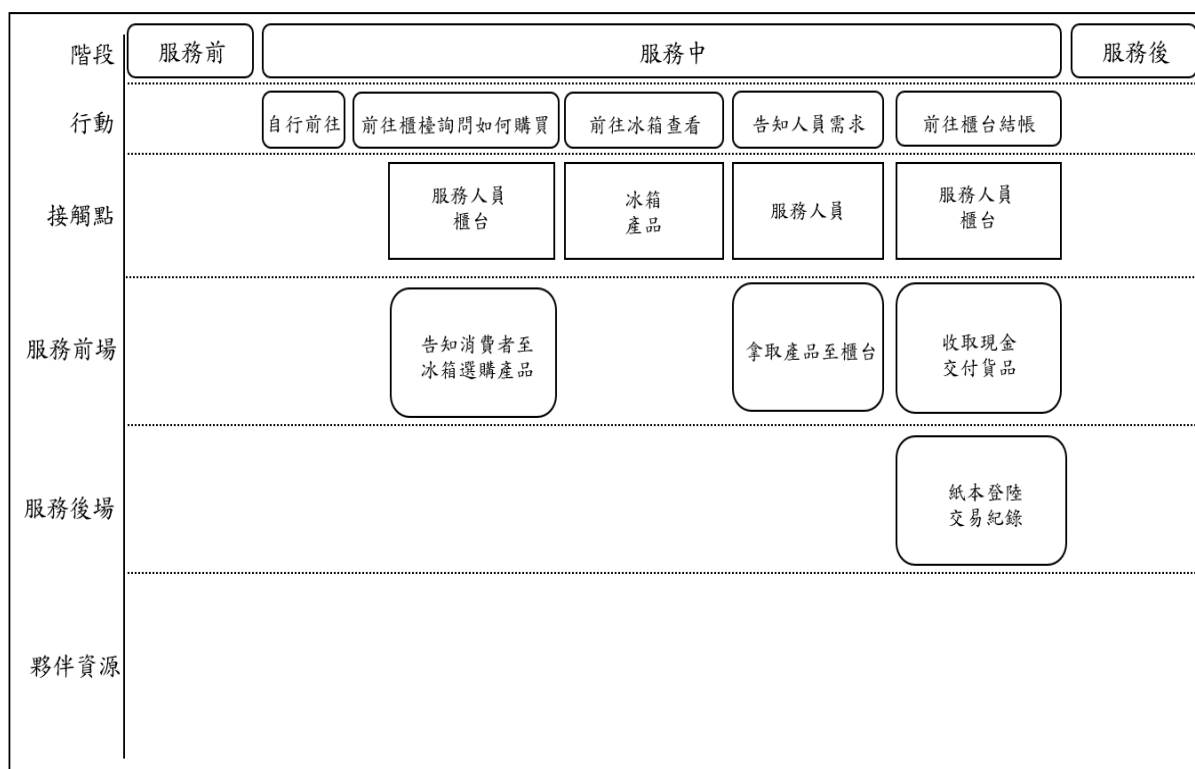 階段
服務前
服務中
服務後
行動
自行前往
前往櫃檯詢問如何購買
前往冰箱查看
告知人員需求
前往櫃台結帳
接觸點
服務人員
櫃台
冰箱
產品
服務人員
服務人員
櫃台
服務前場
告知消費者至
冰箱選購產品
拿取產品至櫃台
收取現金
交付貨品
服務後場
紙本登陸
交易紀錄
夥伴資源